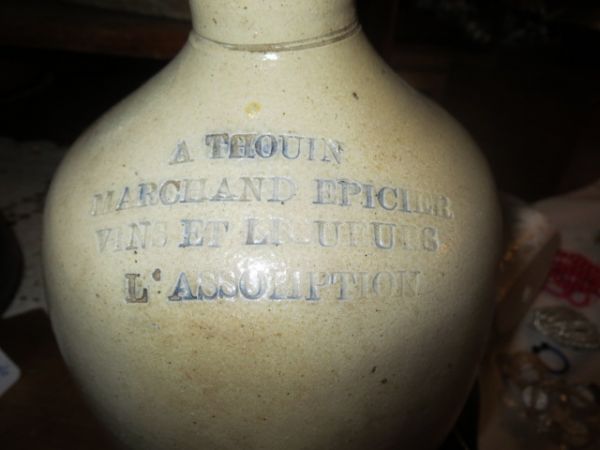 A THOUIN
MARCHAND EPICIER
VINS ET LIQUEURS
L'ASSOMPTION